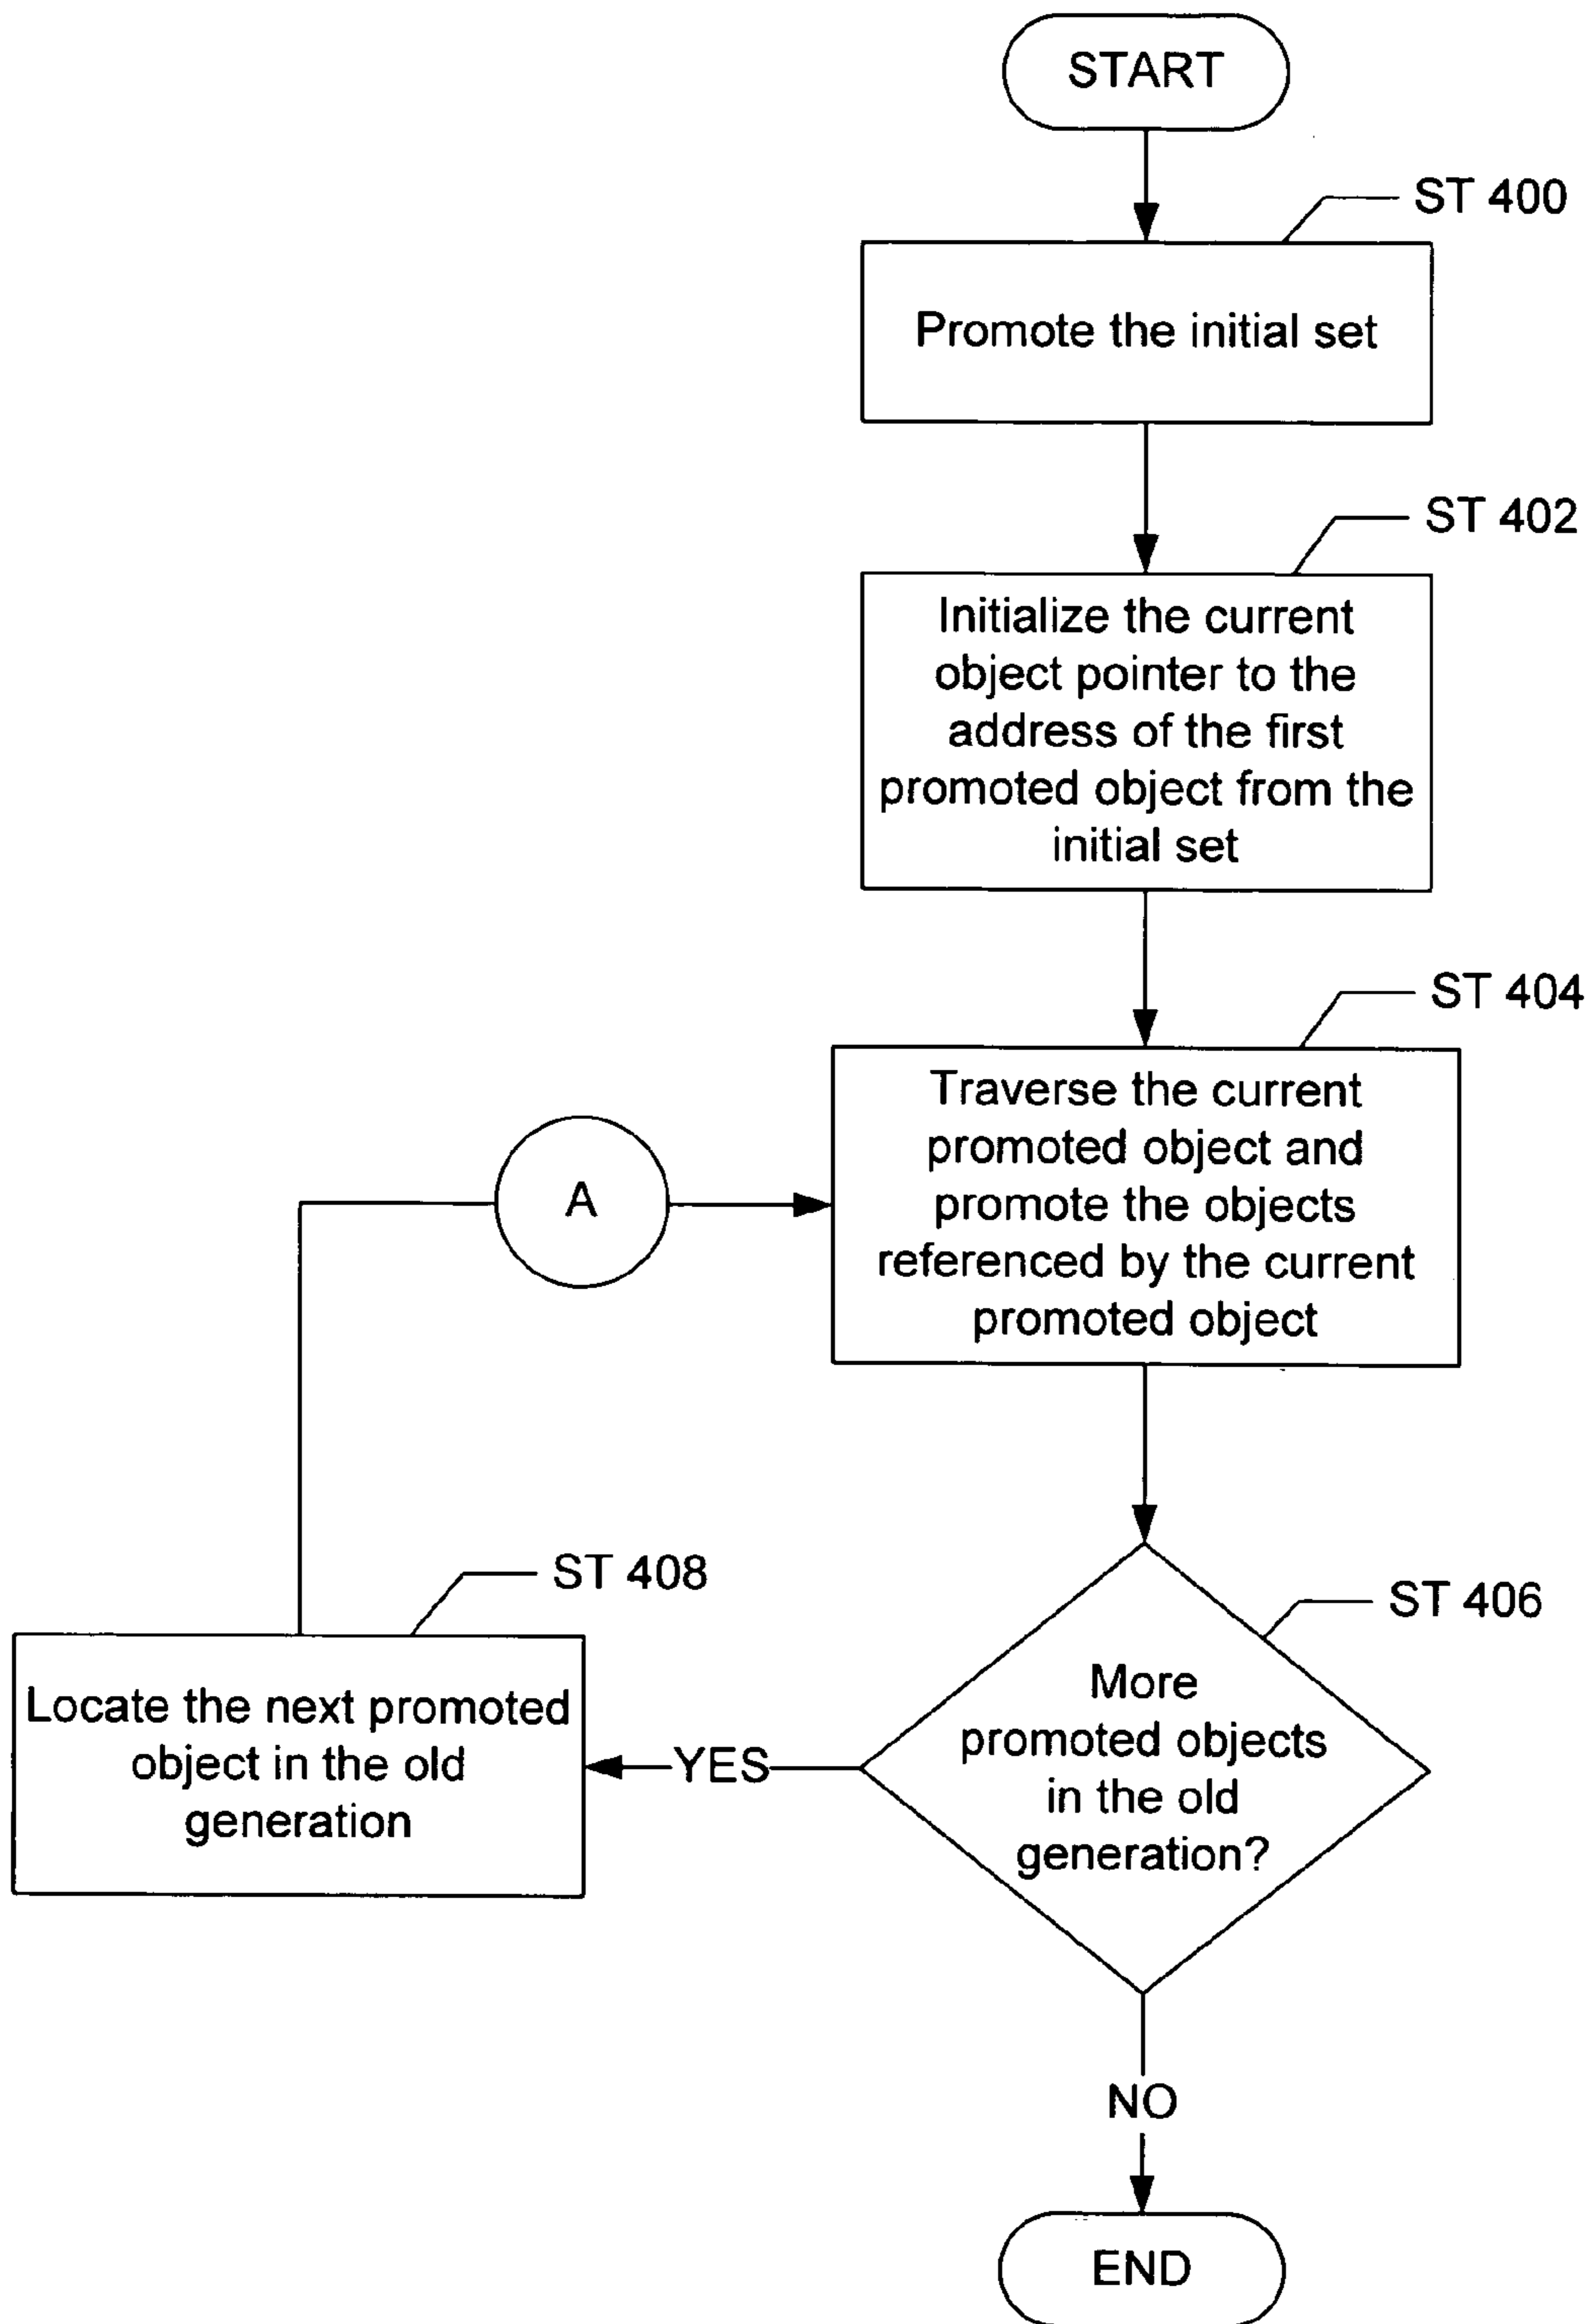 START
ST 400
Promote the initial set
ST 402
Initialize the current
object pointer to the
address of the first
promoted object from the
initial set
ST 404
Traverse the current
promoted object and
promote the objects
referenced by the current
promoted object
A
ST 408
Locate the next promoted
object in the old
generation
YES
ST 406
More
promoted objects
in the old
generation?
NO
END